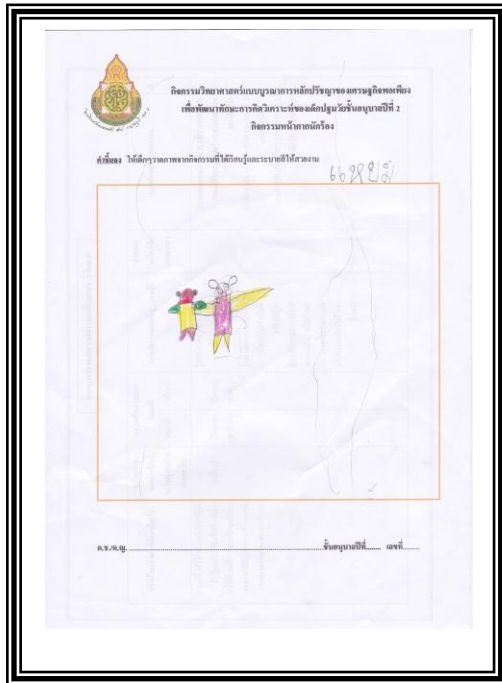 กิจกรรมวิทยาศาสตร์แบบบูรณาการหลักปรัชญาของเศรษฐกิจพอเพียง
เพื่อพัฒนาทักษะการคิดวิเคราะห์ของเด็กปฐมวัยชั้นอนุบาลปีที่ 2
กิจกรรมหน้ากากนักร้อง
คำชี้แจง ให้เด็กๆวาดภาพจากกิจกรรมที่ได้เรียนรู้และระบายสีให้สวยงาม
แหยม
ด.ช./ด.ญ. ชั้นอนุบาลปีที่ เลขที่